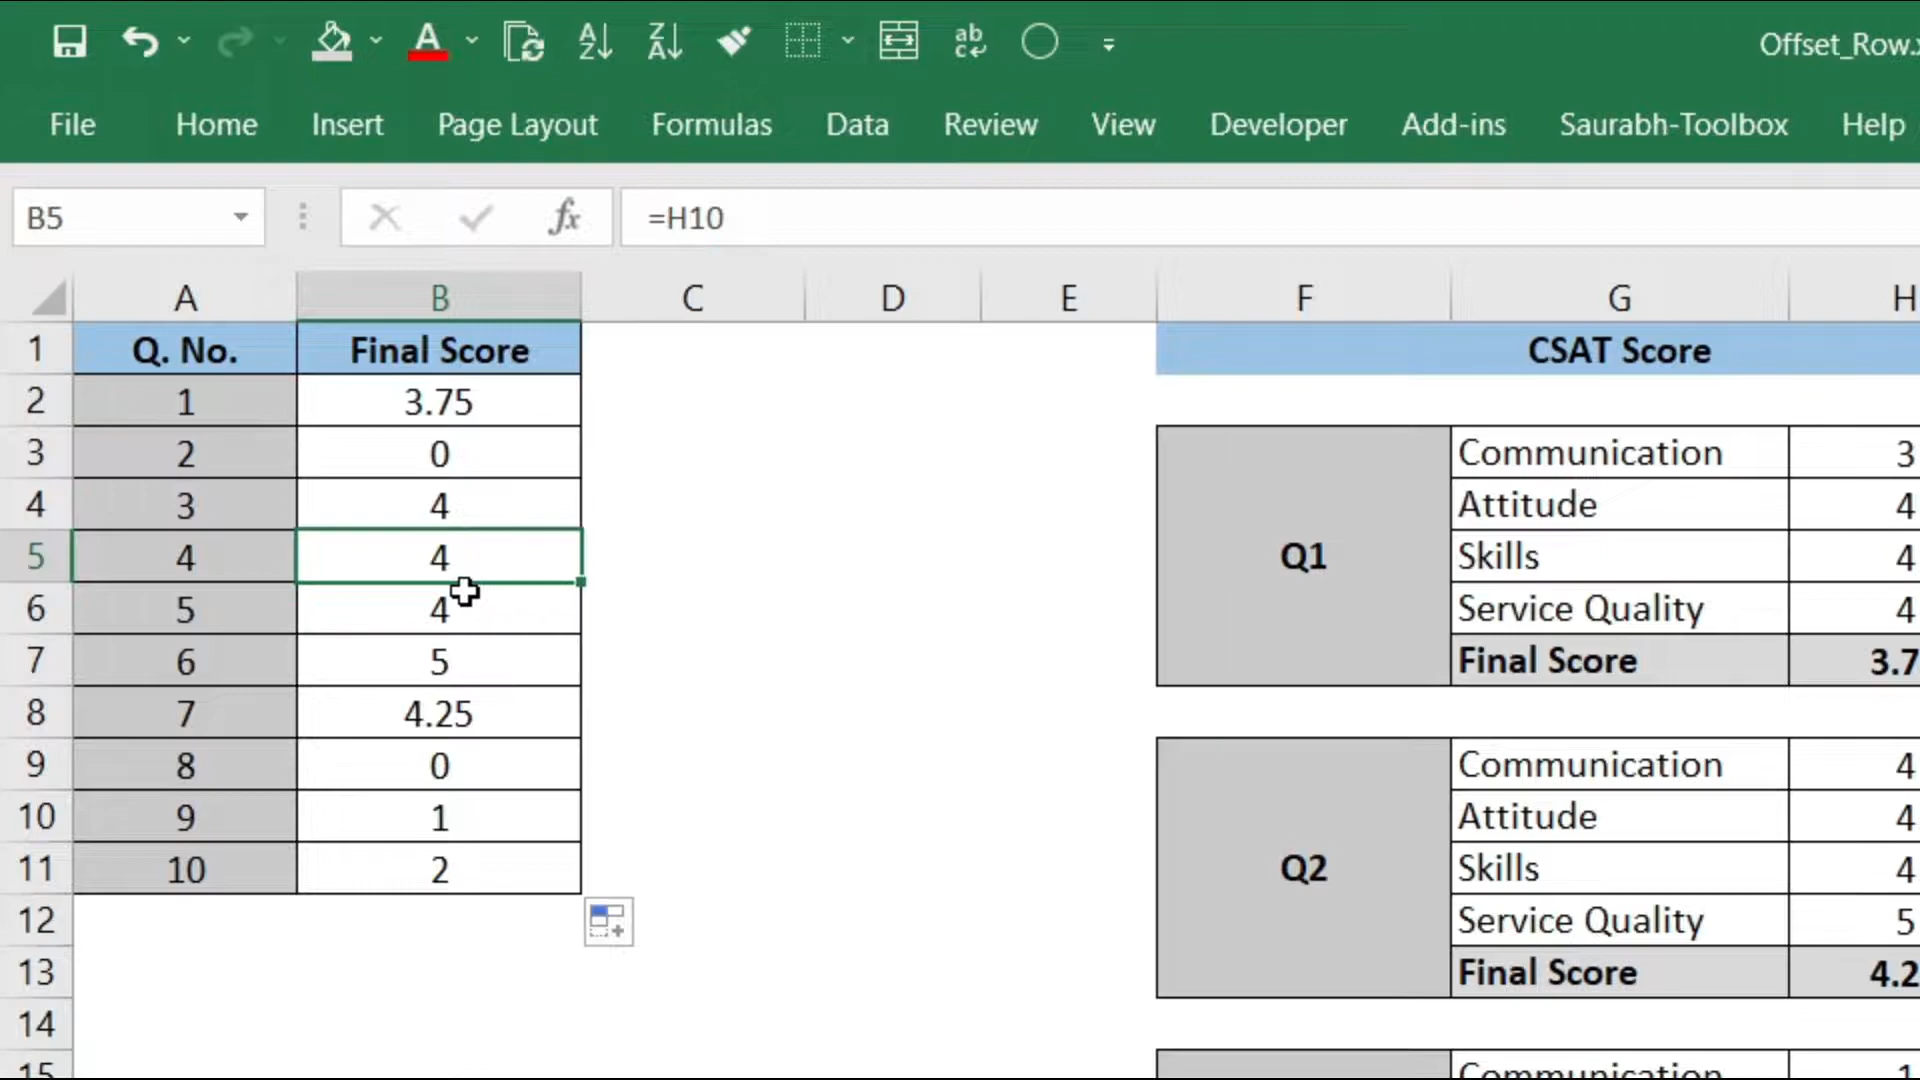 Offset_Row.x
File Home Insert Page Layout Formulas Data Review View Developer Add-ins Saurabh-Toolbox Help
B5 fx =H10
A B C D E F G H
1 Q. No. Final Score CSAT Score
2 1 3.75
3 2 0 Communication 3
4 3 4 Attitude 4
5 4 4 Q1 Skills 4
6 5 4 Service Quality 4
7 6 5 Final Score 3.7
8 7 4.25
9 8 0 Communication 4
10 9 1 Attitude 4
11 10 2 Q2 Skills 4
12 Service Quality 5
13 Final Score 4.2
14
15 Communication 1